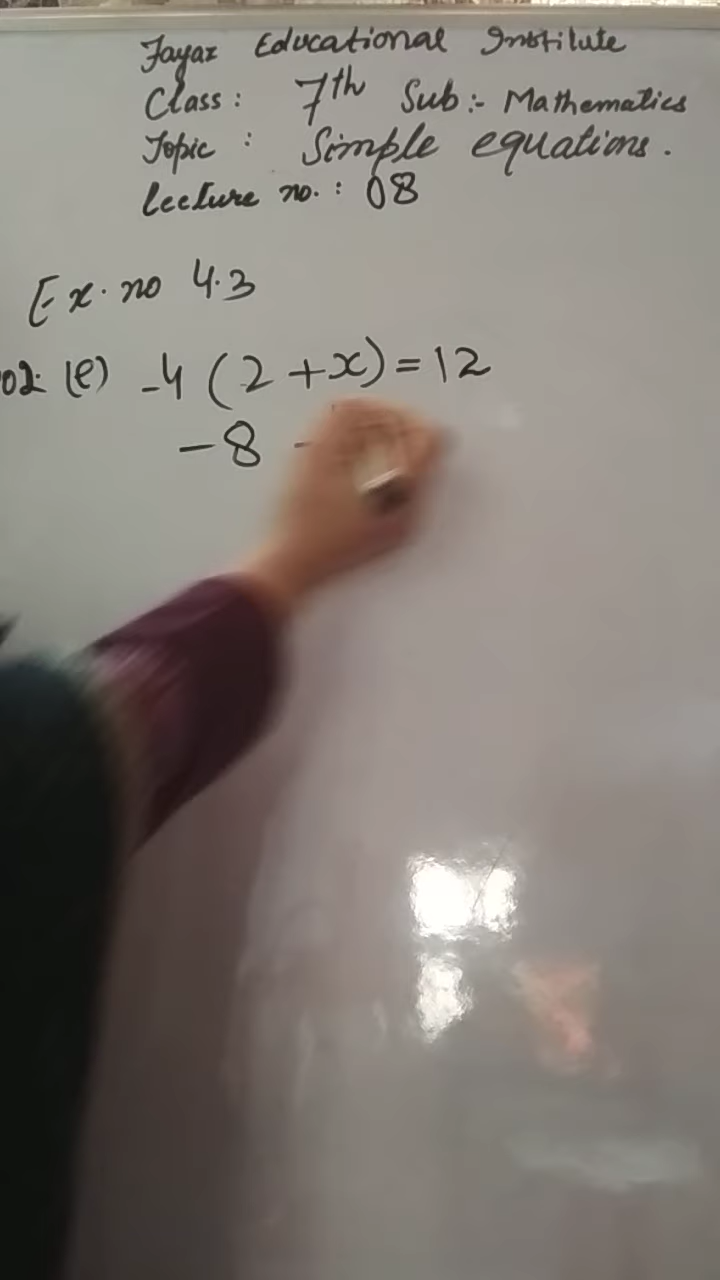 Fayaz Educational Institute
Class: 7th Sub:- Mathematics
Topic: Simple equations.
Lecture no.: 08
Ex. no 4.3
02. (e) -4 (2 + x) = 12
-8 -